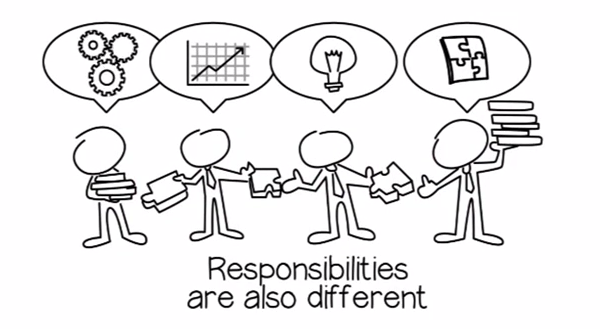 Responsibilities
are also different